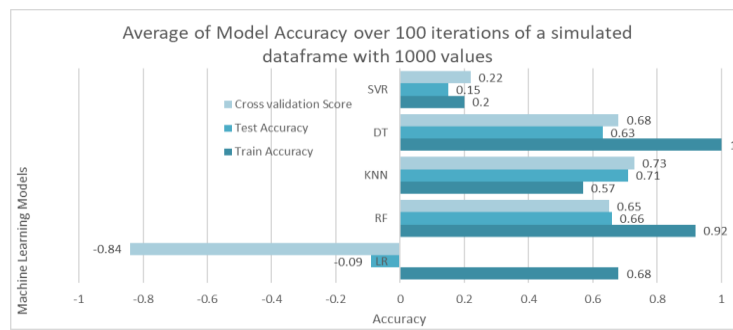 Average of Model Accuracy over 100 iterations of a simulated
dataframe with 1000 values
Machine Learning Models
Cross validation Score
Test Accuracy
Train Accuracy
SVR
0.22
0.15
0.2
DT
0.68
0.63
1
KNN
0.73
0.71
0.57
RF
0.65
0.66
0.92
LR
-0.84
-0.09
0.68
-1 -0.8 -0.6 -0.4 -0.2 0 0.2 0.4 0.6 0.8 1
Accuracy